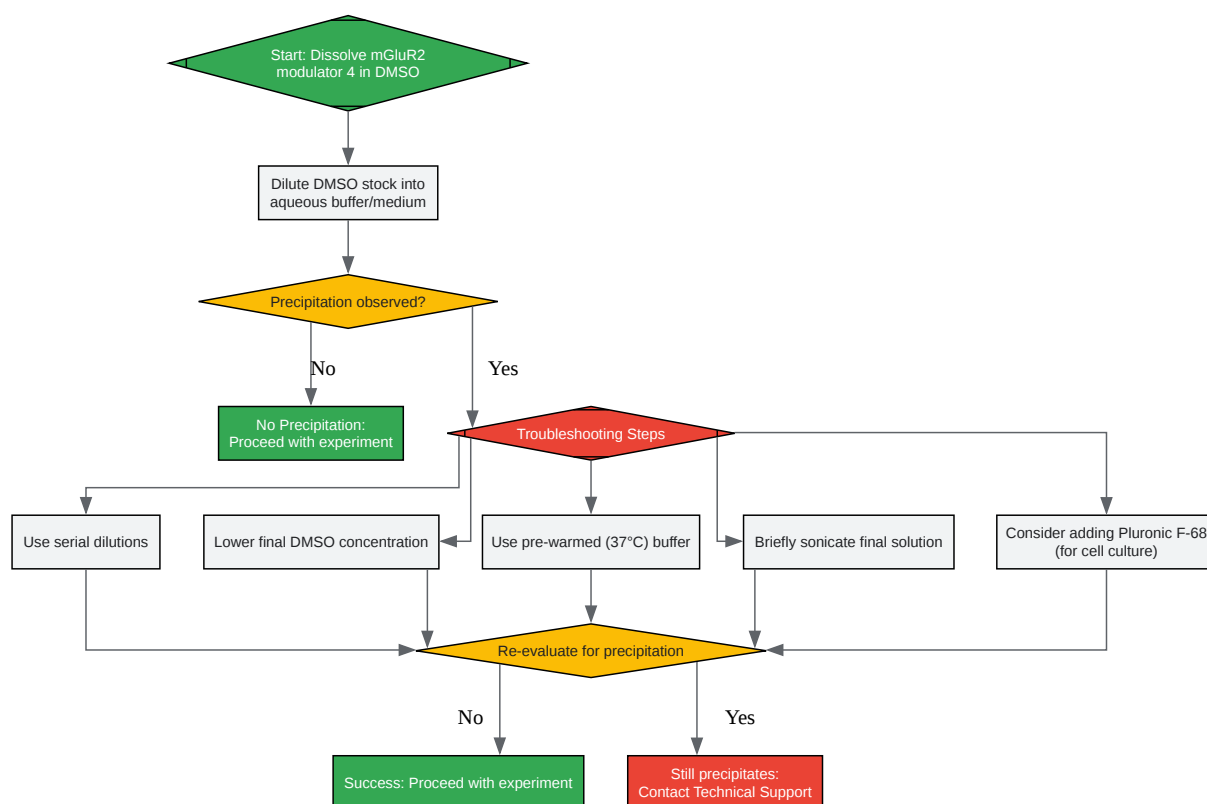 Start: Dissolve mGluR2
modulator 4 in DMSO
Dilute DMSO stock into
aqueous buffer/medium
Precipitation observed?
No
Yes
No Precipitation:
Proceed with experiment
Troubleshooting Steps
Use serial dilutions
Lower final DMSO concentration
Use pre-warmed (37°C) buffer
Briefly sonicate final solution
Consider adding Pluronic F-68
(for cell culture)
Re-evaluate for precipitation
No
Yes
Success: Proceed with experiment
Still precipitates:
Contact Technical Support